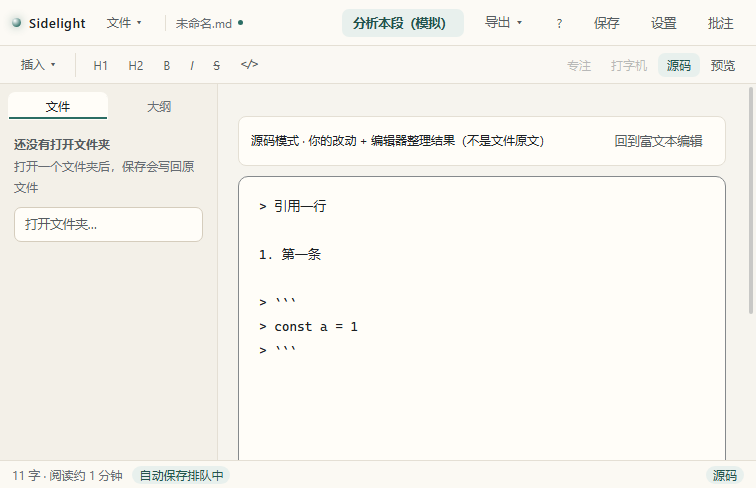 Sidelight 文件 未命名.md 分析本段（模拟） 导出 ? 保存 设置 批注
插入 H1 H2 B I S </> 专注 打字机 源码 预览
文件 大纲
还没有打开文件夹
打开一个文件夹后，保存会写回原
文件
打开文件夹…
源码模式 · 你的改动 + 编辑器整理结果（不是文件原文） 回到富文本编辑
> 引用一行
1. 第一条
> ```
> const a = 1
> ```
11 字 · 阅读约 1 分钟 自动保存排队中 源码